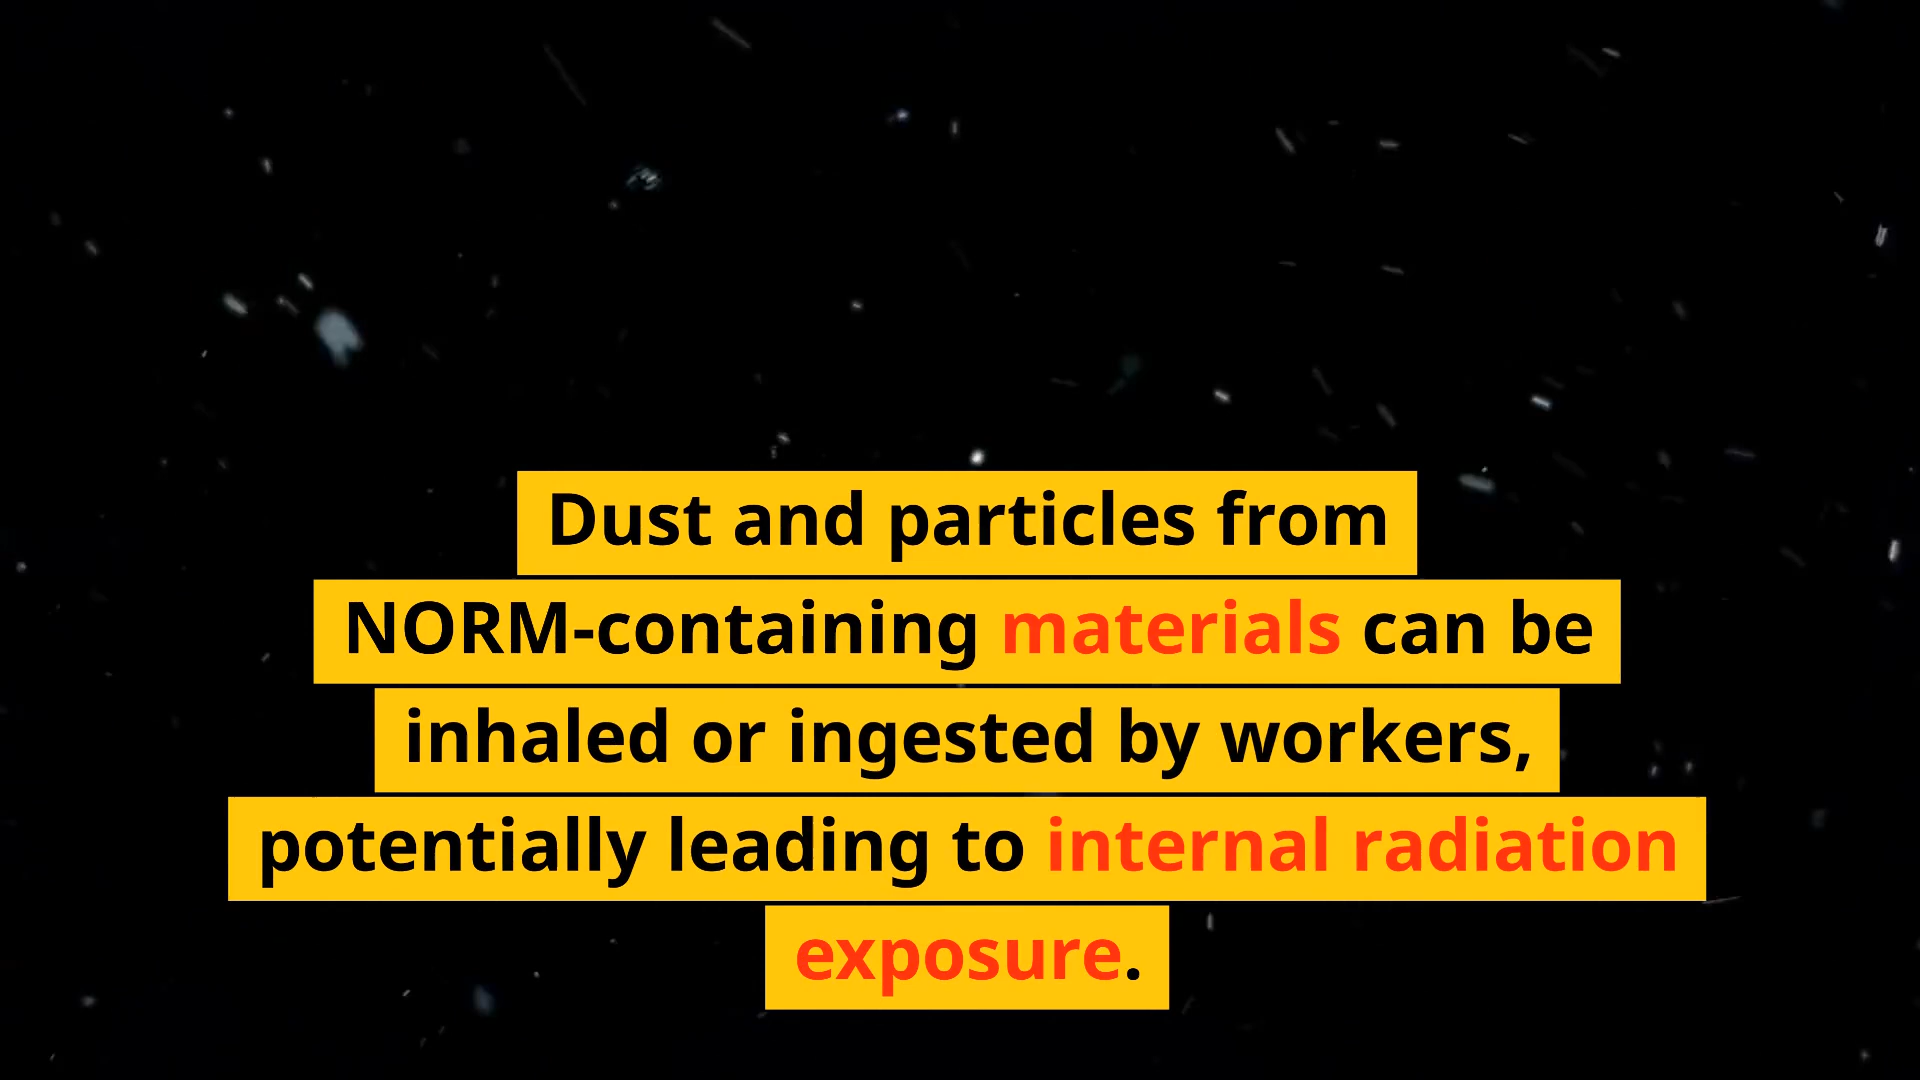 Dust and particles from
NORM-containing materials can be
inhaled or ingested by workers,
potentially leading to internal radiation
exposure.